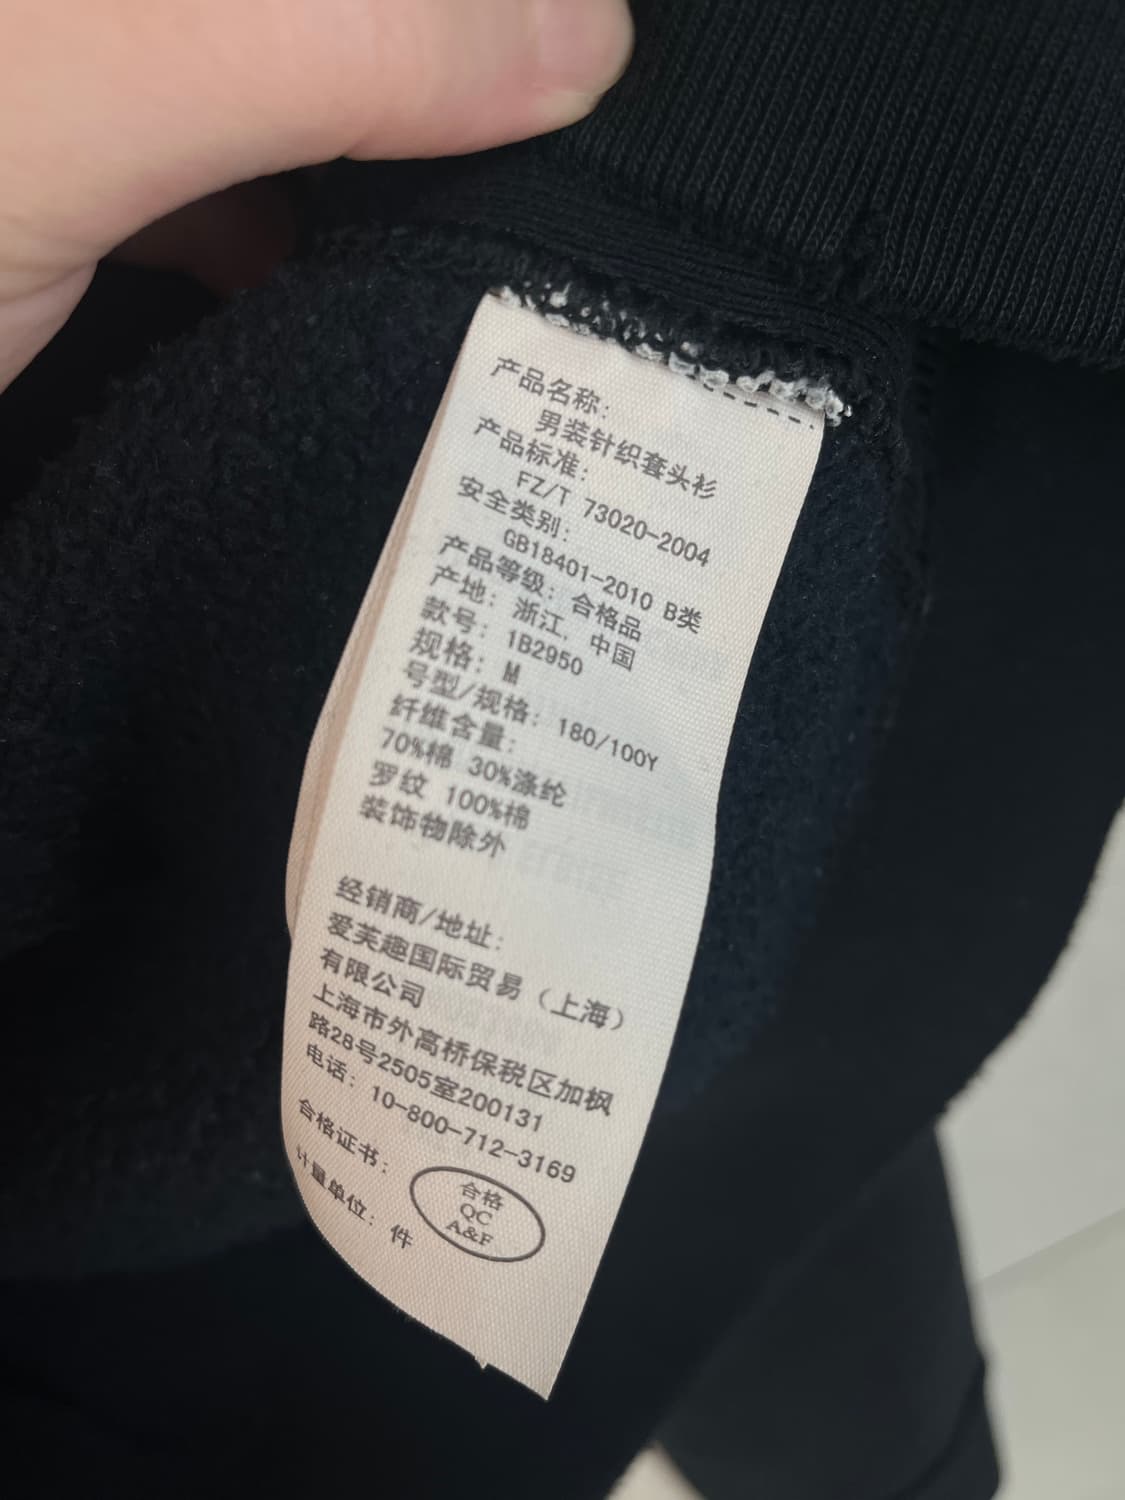 产品名称:
男装针织套头衫
产品标准:
FZ/T 73020-2004
安全类别:
GB18401-2010 B类
产品等级: 合格品
产地: 浙江, 中国
款号: 1B2950
规格: M
号型/规格: 180/100Y
纤维含量:
70%棉 30%涤纶
罗纹 100%棉
装饰物除外
经销商/地址:
爱芙趣国际贸易（上海）
有限公司
上海市外高桥保税区加枫
路28号2505室200131
电话: 10-800-712-3169
合格证书:
合格
QC
A&F
计量单位: 件